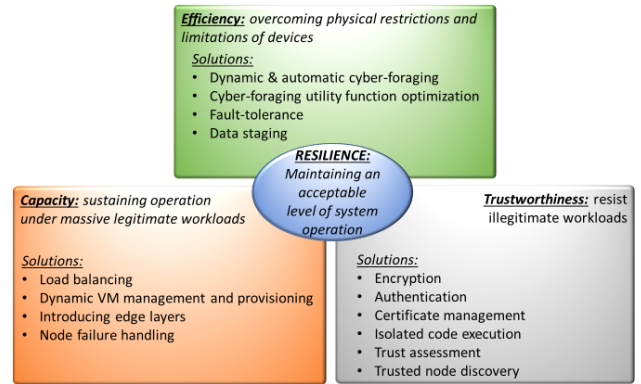 Efficiency: overcoming physical restrictions and
limitations of devices
Solutions:
• Dynamic & automatic cyber-foraging
• Cyber-foraging utility function optimization
• Fault-tolerance
• Data staging
RESILIENCE:
Maintaining an
acceptable
level of system
operation
Capacity: sustaining operation
under massive legitimate workloads
Solutions:
• Load balancing
• Dynamic VM management and provisioning
• Introducing edge layers
• Node failure handling
Trustworthiness: resist
illegitimate workloads
Solutions:
• Encryption
• Authentication
• Certificate management
• Isolated code execution
• Trust assessment
• Trusted node discovery